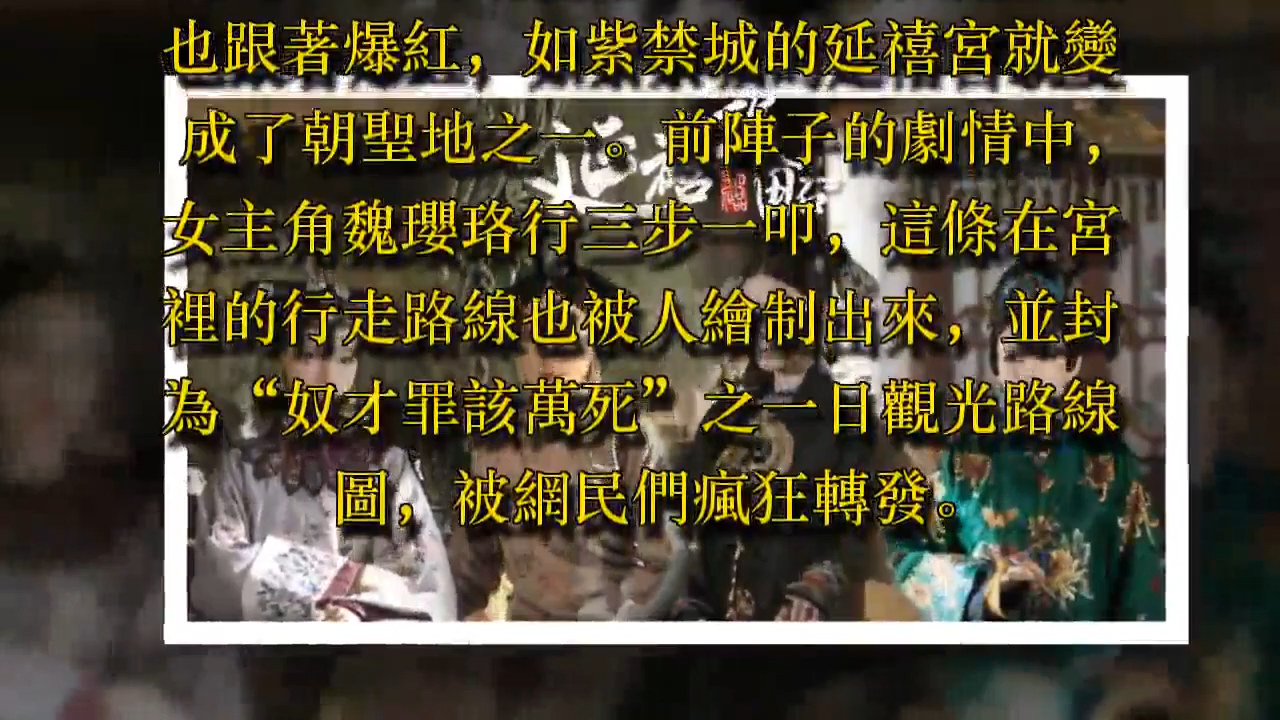 也跟著爆紅，如紫禁城的延禧宮就變
成了朝聖地之一。前陣子的劇情中，
女主角魏瓔珞行三步一叩，這條在宮
裡的行走路線也被人繪制出來，並封
為“奴才罪該萬死”之一日觀光路線
圖，被網民們瘋狂轉發。